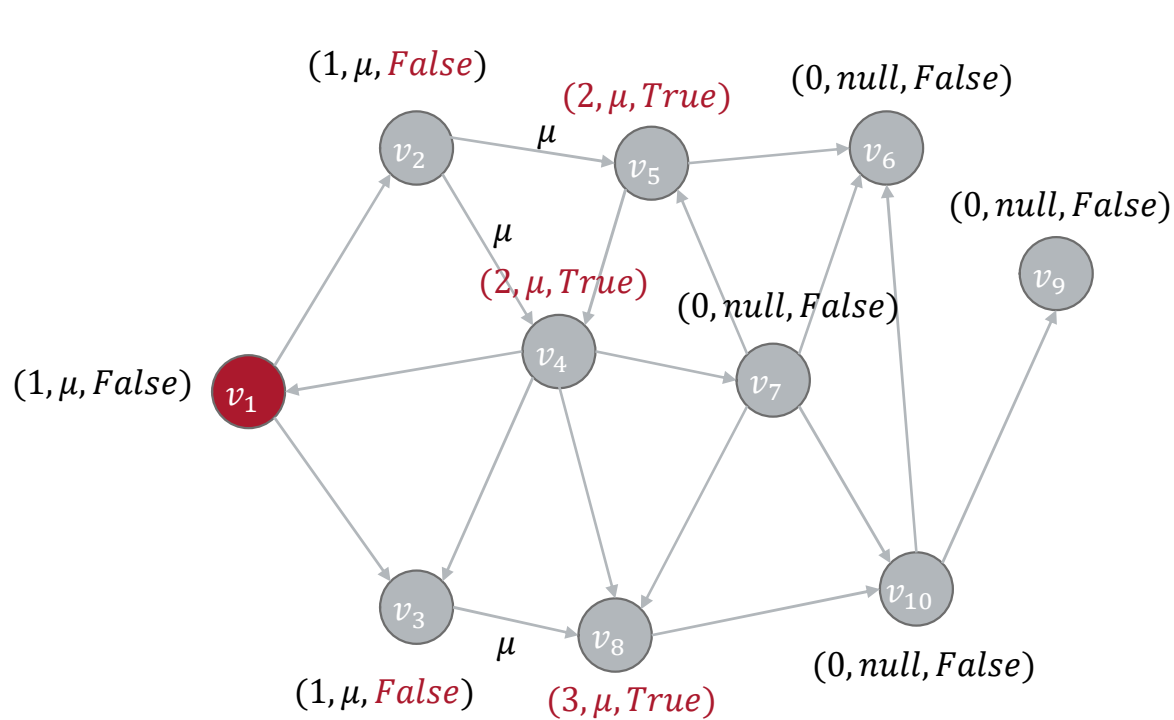 (1, μ, False)
(2, μ, True)
(0, null, False)
μ
v₂
v₅
v₆
(0, null, False)
μ
v₉
(2, μ, True)
(0, null, False)
v₄
v₇
(1, μ, False)
v₁
v₃
μ
v₈
v₁₀
(1, μ, False)
(3, μ, True)
(0, null, False)